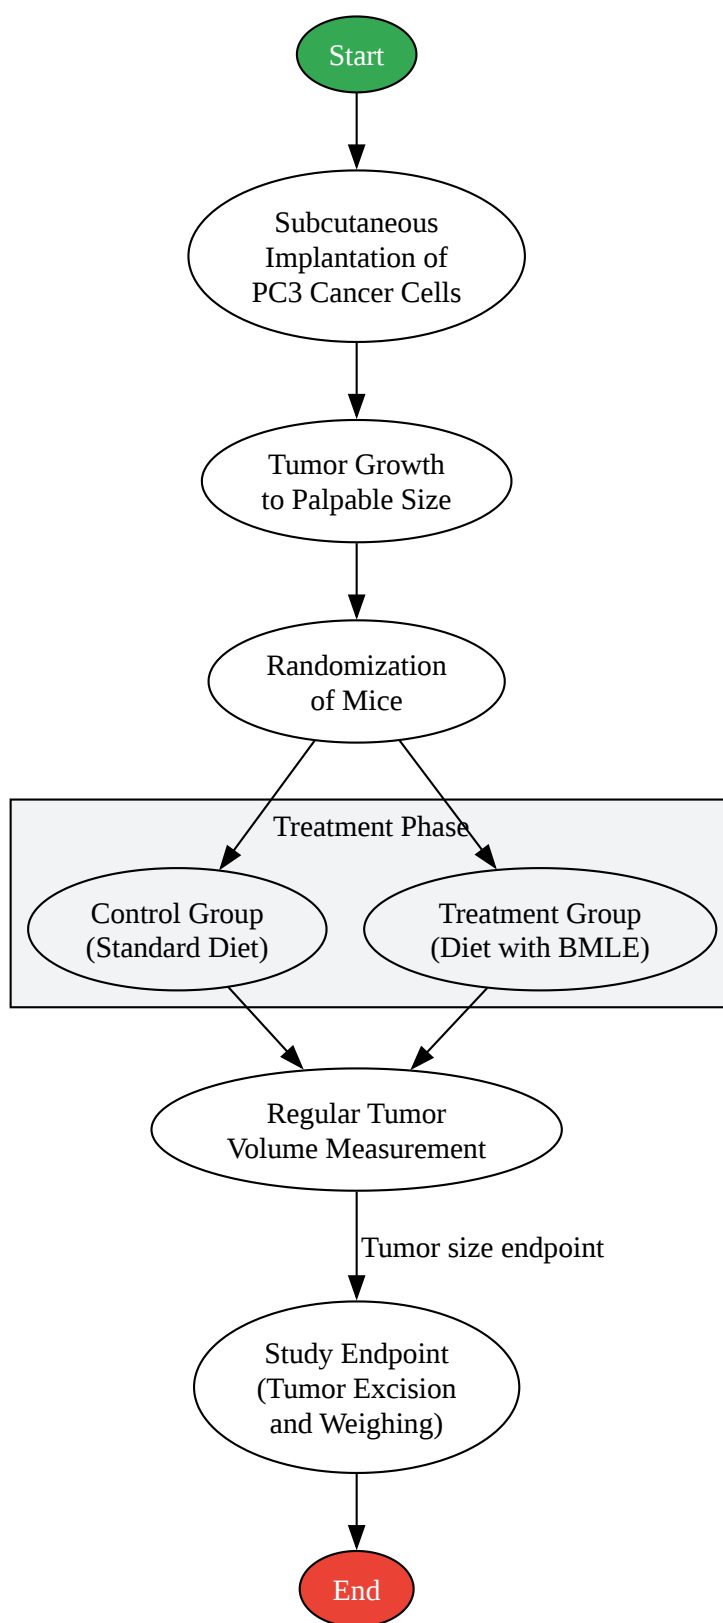 Start
Subcutaneous
Implantation of
PC3 Cancer Cells
Tumor Growth
to Palpable Size
Randomization
of Mice
Treatment Phase
Control Group
(Standard Diet)
Treatment Group
(Diet with BMLE)
Regular Tumor
Volume Measurement
Tumor size endpoint
Study Endpoint
(Tumor Excision
and Weighing)
End